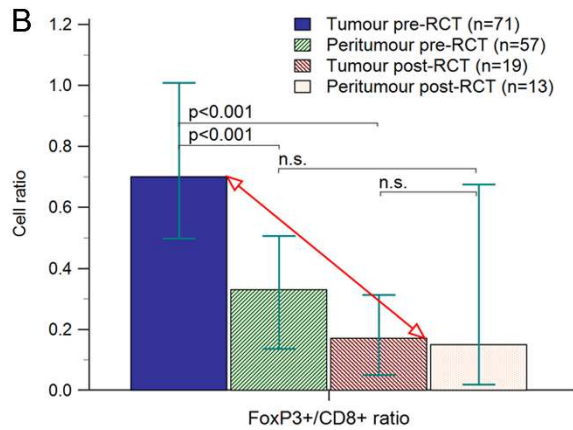 B
Tumour pre-RCT (n=71)
Peritumour pre-RCT (n=57)
Tumour post-RCT (n=19)
Peritumour post-RCT (n=13)
1.2
1.0
0.8
0.6
0.4
0.2
0.0
Cell ratio
p<0.001
p<0.001
n.s.
n.s.
FoxP3+/CD8+ ratio